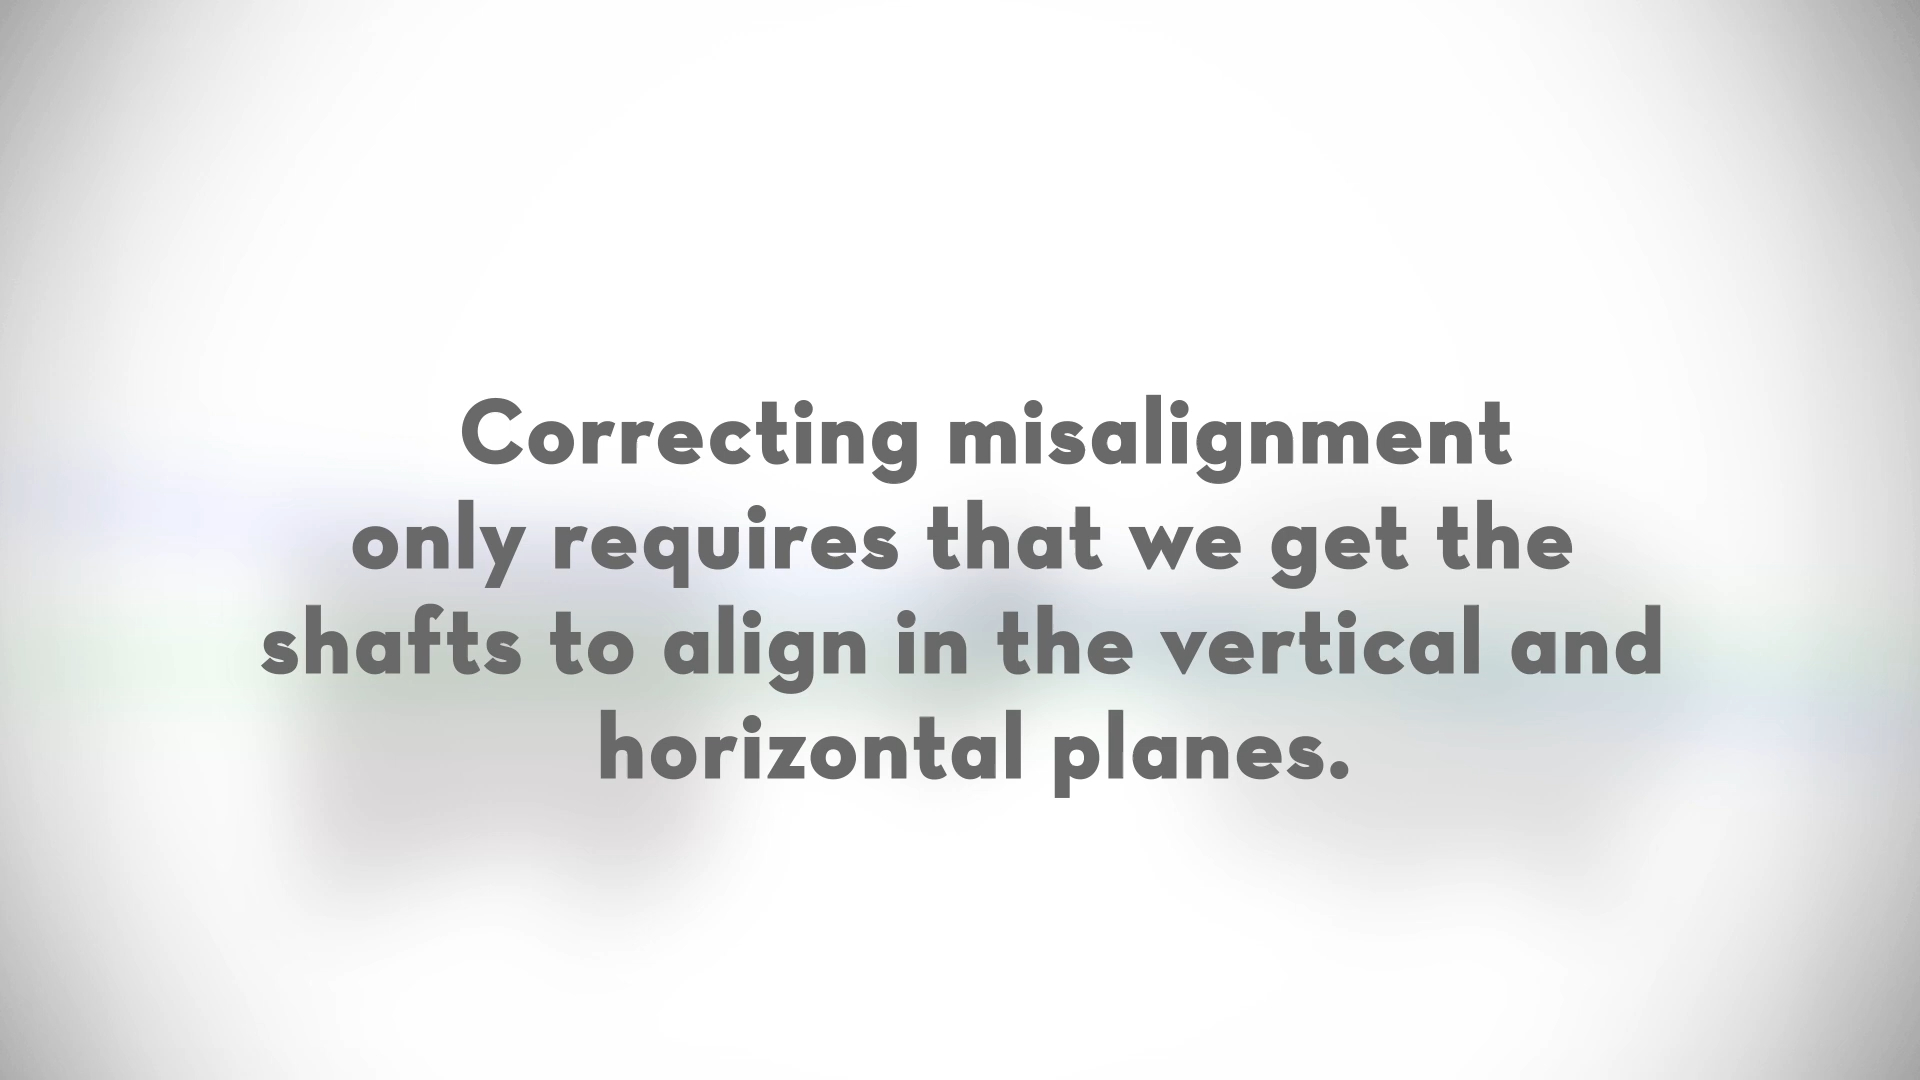 Correcting misalignment
only requires that we get the
shafts to align in the vertical and
horizontal planes.